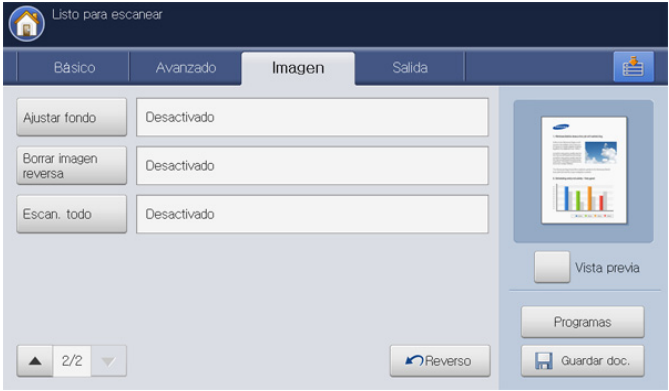 Listo para escanear
Básico
Avanzado
Imagen
Salida
Ajustar fondo
Desactivado
Borrar imagen
reversa
Desactivado
Escan. todo
Desactivado
Vista previa
Programas
2/2
Reverso
Guardar doc.